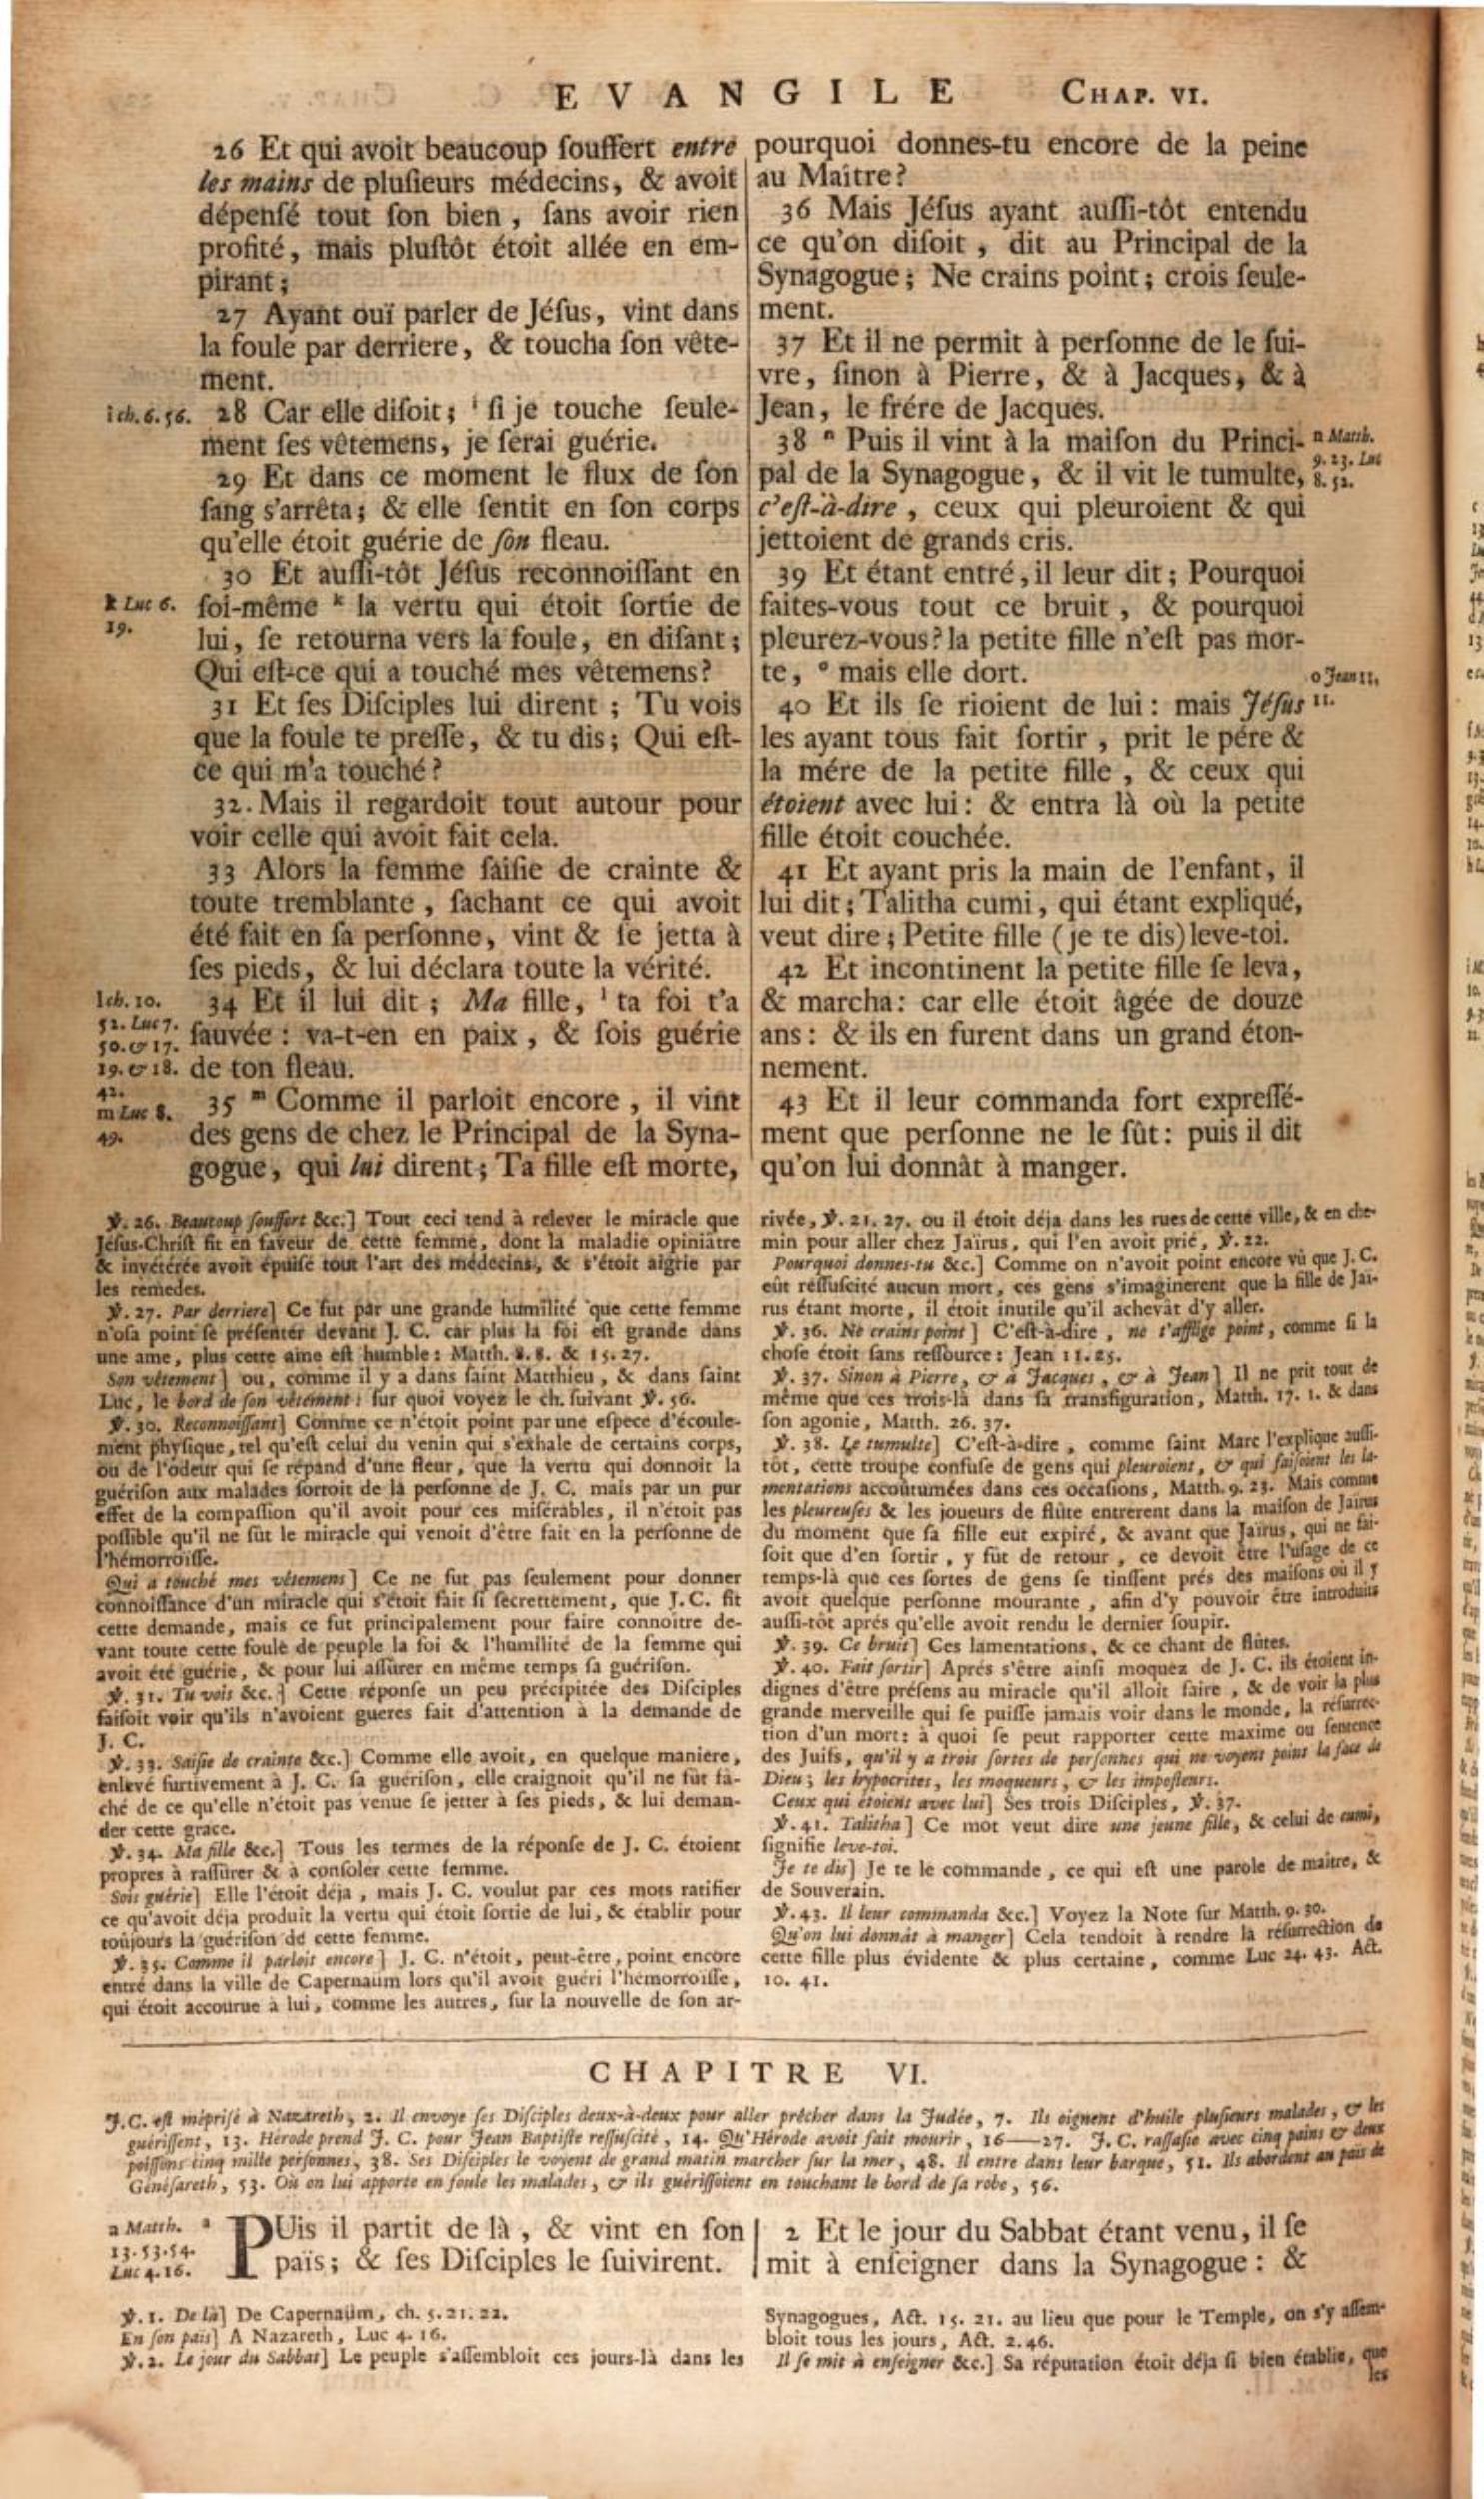 EVANGILE CHAP. VI.
26 Et qui avoit beaucoup ſouffert entre
les mains de pluſieurs médecins, & avoit
dépenſé tout ſon bien, ſans avoir rien
profité, mais pluſtôt étoit allée en em-
pirant;
27 Ayant ouï parler de Jéſus, vint dans
la foule par derriere, & toucha ſon vête-
ment.
i ch. 6. 56. 28 Car elle diſoit; ⁱ ſi je touche ſeule-
ment ſes vêtemens, je ſerai guérie.
29 Et dans ce moment le flux de ſon
ſang s'arrêta; & elle ſentit en ſon corps
qu'elle étoit guérie de ſon fleau.
30 Et auſſi-tôt Jéſus reconnoiſſant en
k Luc 6. ſoi-même ᵏ la vertu qui étoit ſortie de
19. lui, ſe retourna vers la foule, en diſant;
Qui eſt-ce qui a touché mes vêtemens?
31 Et ſes Diſciples lui dirent; Tu vois
que la foule te preſſe, & tu dis; Qui eſt-
ce qui m'a touché?
32. Mais il regardoit tout autour pour
voir celle qui avoit fait cela.
33 Alors la femme ſaiſie de crainte &
toute tremblante, ſachant ce qui avoit
été fait en ſa perſonne, vint & ſe jetta à
ſes pieds, & lui déclara toute la vérité.
l ch. 10. 34 Et il lui dit; Ma fille, ˡ ta foi t'a
52. Luc 7.
50. & 17. ſauvée: va-t-en en paix, & ſois guérie
19. & 18. de ton fleau.
42.
m Luc 8. 35 ᵐ Comme il parloit encore, il vint
49. des gens de chez le Principal de la Syna-
gogue, qui lui dirent; Ta fille eſt morte,
pourquoi donnes-tu encore de la peine
au Maître?
36 Mais Jéſus ayant auſſi-tôt entendu
ce qu'on diſoit, dit au Principal de la
Synagogue; Ne crains point; crois ſeule-
ment.
37 Et il ne permit à perſonne de le ſui-
vre, ſinon à Pierre, & à Jacques, & à
Jean, le frére de Jacques.
38 ⁿ Puis il vint à la maiſon du Princi- n Matth.
pal de la Synagogue, & il vit le tumulte, 9. 23. Luc 8. 52.
c'eſt-à-dire, ceux qui pleuroient & qui
jettoient de grands cris.
39 Et étant entré, il leur dit; Pourquoi
faites-vous tout ce bruit, & pourquoi
pleurez-vous? la petite fille n'eſt pas mor-
te, ᵒ mais elle dort. o Jean 11.
40 Et ils ſe rioient de lui: mais Jéſus 11.
les ayant tous fait ſortir, prit le pére &
la mére de la petite fille, & ceux qui
étoient avec lui: & entra là où la petite
fille étoit couchée.
41 Et ayant pris la main de l'enfant, il
lui dit; Talitha cumi, qui étant expliqué,
veut dire; Petite fille (je te dis) leve-toi.
42 Et incontinent la petite fille ſe leva,
& marcha: car elle étoit âgée de douze
ans: & ils en furent dans un grand éton-
nement.
43 Et il leur commanda fort expreſſé-
ment que perſonne ne le ſût: puis il dit
qu'on lui donnât à manger.
℣. 26. Beaucoup ſouffert &c.] Tout ceci tend à relever le miracle que
Jéſus-Chriſt fit en faveur de cette femme, dont la maladie opiniâtre
& invétérée avoit épuiſé tout l'art des médecins, & s'étoit aigrie par
les remedes.
℣. 27. Par derriere] Ce fut par une grande humilité que cette femme
n'oſa point ſe préſenter devant J. C. car plus la foi eſt grande dans
une ame, plus cette ame eſt humble: Matth. 8. 8. & 15. 27.
Son vêtement] ou, comme il y a dans ſaint Matthieu, & dans ſaint
Luc, le bord de ſon vêtement: ſur quoi voyez le ch. ſuivant ℣. 56.
℣. 30. Reconnoiſſant] Comme ce n'étoit point par une eſpece d'écoule-
ment phyſique, tel qu'eſt celui du venin qui s'exhale de certains corps,
ou de l'odeur qui ſe répand d'une fleur, que la vertu qui donnoit la
guériſon aux malades ſortoit de la perſonne de J. C. mais par un pur
effet de la compaſſion qu'il avoit pour ces miſérables, il n'étoit pas
poſſible qu'il ne ſût le miracle qui venoit d'être fait en la perſonne de
l'hémorroïſſe.
Qui a touché mes vêtemens] Ce ne fut pas ſeulement pour donner
connoiſſance d'un miracle qui s'étoit fait ſi ſecrettement, que J. C. fit
cette demande, mais ce fut principalement pour faire connoître de-
vant toute cette foule de peuple la foi & l'humilité de la femme qui
avoit été guérie, & pour lui aſſûrer en même temps ſa guériſon.
℣. 31. Tu vois &c.] Cette réponſe un peu précipitée des Diſciples
faiſoit voir qu'ils n'avoient gueres fait d'attention à la demande de
J. C.
℣. 33. Saiſie de crainte &c.] Comme elle avoit, en quelque maniere,
enlevé furtivement à J. C. ſa guériſon, elle craignoit qu'il ne fût fâ-
ché de ce qu'elle n'étoit pas venue ſe jetter à ſes pieds, & lui deman-
der cette grace.
℣. 34. Ma fille &c.] Tous les termes de la réponſe de J. C. étoient
propres à raſſûrer & à conſoler cette femme.
Sois guérie] Elle l'étoit déja, mais J. C. voulut par ces mots ratifier
ce qu'avoit déja produit la vertu qui étoit ſortie de lui, & établir pour
toûjours la guériſon de cette femme.
℣. 35. Comme il parloit encore] J. C. n'étoit, peut-être, point encore
entré dans la ville de Capernaüm lors qu'il avoit guéri l'hémorroïſſe,
qui étoit accourue à lui, comme les autres, ſur la nouvelle de ſon ar-
rivée, ℣. 21. 27. ou il étoit déja dans les rues de cette ville, & en che-
min pour aller chez Jaïrus, qui l'en avoit prié, ℣. 22.
Pourquoi donnes-tu &c.] Comme on n'avoit point encore vû que J. C.
eût reſſuſcité aucun mort, ces gens s'imaginerent que la fille de Jaï-
rus étant morte, il étoit inutile qu'il achevât d'y aller.
℣. 36. Ne crains point] C'eſt-à-dire, ne t'afflige point, comme ſi la
choſe étoit ſans reſſource: Jean 11. 25.
℣. 37. Sinon à Pierre, & à Jacques, & à Jean] Il ne prit tout de
même que ces trois-là dans ſa transfiguration, Matth. 17. 1. & dans
ſon agonie, Matth. 26. 37.
℣. 38. Le tumulte] C'eſt-à-dire, comme ſaint Marc l'explique auſſi-
tôt, cette troupe confuſe de gens qui pleuroient, & qui faiſoient les la-
mentations accoûtumées dans ces occaſions, Matth. 9. 23. Mais comme
les pleureuſes & les joueurs de flûte entrerent dans la maiſon de Jaïrus
du moment que ſa fille eut expiré, & avant que Jaïrus, qui ne fai-
ſoit que d'en ſortir, y fût de retour, ce devoit être l'uſage de ce
temps-là que ces ſortes de gens ſe tinſſent prés des maiſons où il y
avoit quelque perſonne mourante, afin d'y pouvoir être introduits
auſſi-tôt aprés qu'elle avoit rendu le dernier ſoupir.
℣. 39. Ce bruit] Ces lamentations, & ce chant de flûtes.
℣. 40. Fait ſortir] Aprés s'être ainſi moquez de J. C. ils étoient in-
dignes d'être préſens au miracle qu'il alloit faire, & de voir la plus
grande merveille qui ſe puiſſe jamais voir dans le monde, la réſurrec-
tion d'un mort: à quoi ſe peut rapporter cette maxime ou ſentence
des Juifs, qu'il y a trois ſortes de perſonnes qui ne voyent point la face de
Dieu; les hypocrites, les moqueurs, & les impoſteurs.
Ceux qui étoient avec lui] Ses trois Diſciples, ℣. 37.
℣. 41. Talitha] Ce mot veut dire une jeune fille, & celui de cumi,
ſignifie leve-toi.
Je te dis] Je te le commande, ce qui eſt une parole de maître, &
de Souverain.
℣. 43. Il leur commanda &c.] Voyez la Note ſur Matth. 9. 30.
Qu'on lui donnât à manger] Cela tendoit à rendre la réſurrection de
cette fille plus évidente & plus certaine, comme Luc 24. 43. Act.
10. 41.
CHAPITRE VI.
J. C. eſt mépriſé à Nazareth, 2. Il envoye ſes Diſciples deux-à-deux pour aller prêcher dans la Judée, 7. Ils oignent d'huile pluſieurs malades, & les
guériſſent, 13. Hérode prend J. C. pour Jean Baptiſte reſſuſcité, 14. Qu'Hérode avoit fait mourir, 16—27. J. C. raſſaſie avec cinq pains & deux
poiſſons cinq mille perſonnes, 38. Ses Diſciples le voyent de grand matin marcher ſur la mer, 48. Il entre dans leur barque, 51. Ils abordent au païs de
Généſareth, 53. Où on lui apporte en foule les malades, & ils guériſſoient en touchant le bord de ſa robe, 56.
a Matth. ᵃ PUis il partit de là, & vint en ſon
13. 53. 54.
Luc 4. 16. païs; & ſes Diſciples le ſuivirent.
2 Et le jour du Sabbat étant venu, il ſe
mit à enſeigner dans la Synagogue: &
℣. 1. De là] De Capernaüm, ch. 5. 21. 22.
En ſon païs] A Nazareth, Luc 4. 16.
℣. 2. Le jour du Sabbat] Le peuple s'aſſembloit ces jours-là dans les
Synagogues, Act. 15. 21. au lieu que pour le Temple, on s'y aſſem-
bloit tous les jours, Act. 2. 46.
Il ſe mit à enſeigner &c.] Sa réputation étoit déja ſi bien établie, que
les